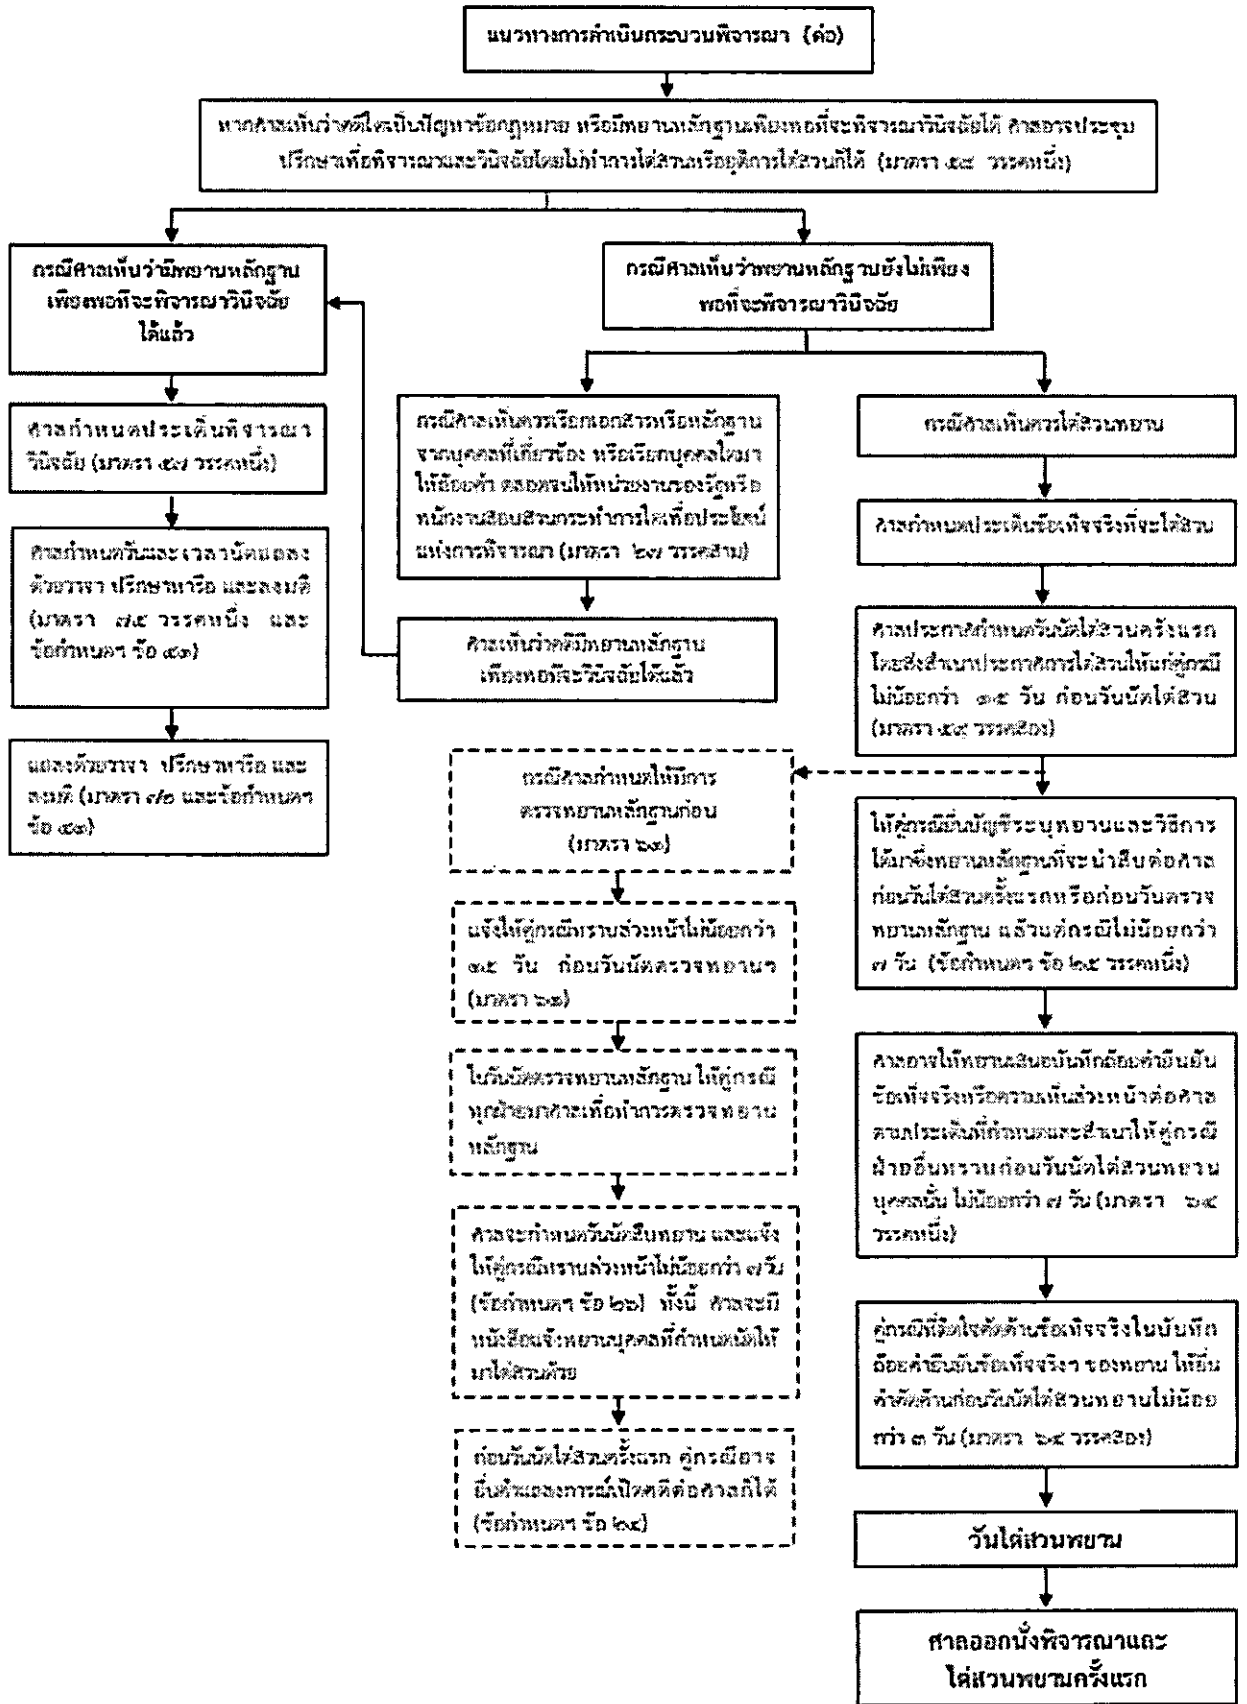 แนวทางการดำเนินกระบวนพิจารณา (ต่อ)
หากศาลเห็นว่าคดีใดเป็นปัญหาข้อกฎหมาย หรือมีพยานหลักฐานเพียงพอที่จะพิจารณาวินิจฉัยได้ ศาลอาจประชุม
ปรึกษาเพื่อพิจารณาและวินิจฉัยโดยไม่ทำการไต่สวนหรือยุติการไต่สวนก็ได้ (มาตรา ๕๘ วรรคหนึ่ง)
กรณีศาลเห็นว่ามีพยานหลักฐาน
เพียงพอที่จะพิจารณาวินิจฉัย
ได้แล้ว
ศาลกำหนดประเด็นพิจารณา
วินิจฉัย (มาตรา ๕๗ วรรคหนึ่ง)
ศาลกำหนดวันและเวลานัดแถลง
ด้วยวาจา ปรึกษาหารือ และลงมติ
(มาตรา ๗๕ วรรคหนึ่ง และ
ข้อกำหนดฯ ข้อ ๔๓)
แถลงด้วยวาจา ปรึกษาหารือ และ
ลงมติ (มาตรา ๗๒ และข้อกำหนดฯ
ข้อ ๔๓)
กรณีศาลเห็นว่าพยานหลักฐานยังไม่เพียง
พอที่จะพิจารณาวินิจฉัย
กรณีศาลเห็นควรเรียกเอกสารหรือหลักฐาน
จากบุคคลที่เกี่ยวข้อง หรือเรียกบุคคลใดมา
ให้ถ้อยคำ ตลอดจนให้หน่วยงานของรัฐหรือ
พนักงานสอบสวนกระทำการใดเพื่อประโยชน์
แห่งการพิจารณา (มาตรา ๒๗ วรรคสาม)
ศาลเห็นว่าคดีมีพยานหลักฐาน
เพียงพอที่จะวินิจฉัยได้แล้ว
กรณีศาลกำหนดให้มีการ
ตรวจพยานหลักฐานก่อน
(มาตรา ๖๓)
แจ้งให้คู่กรณีทราบล่วงหน้าไม่น้อยกว่า
๑๕ วัน ก่อนวันนัดตรวจพยานฯ
(มาตรา ๖๓)
ในวันนัดตรวจพยานหลักฐาน ให้คู่กรณี
ทุกฝ่ายมาศาลเพื่อทำการตรวจพยาน
หลักฐาน
ศาลจะกำหนดวันนัดสืบพยาน และแจ้ง
ให้คู่กรณีทราบล่วงหน้าไม่น้อยกว่า ๗ วัน
(ข้อกำหนดฯ ข้อ ๒๖) ทั้งนี้ ศาลจะมี
หนังสือแจ้งพยานบุคคลที่กำหนดนัดให้
มาไต่สวนด้วย
ก่อนวันนัดไต่สวนครั้งแรก คู่กรณีอาจ
ยื่นคำแถลงการณ์เปิดคดีต่อศาลก็ได้
(ข้อกำหนดฯ ข้อ ๒๔)
กรณีศาลเห็นควรไต่สวนพยาน
ศาลกำหนดประเด็นข้อเท็จจริงที่จะไต่สวน
ศาลประกาศกำหนดวันนัดไต่สวนครั้งแรก
โดยส่งสำเนาประกาศการไต่สวนให้แก่คู่กรณี
ไม่น้อยกว่า ๑๕ วัน ก่อนวันนัดไต่สวน
(มาตรา ๕๙ วรรคสอง)
ให้คู่กรณียื่นบัญชีระบุพยานและวิธีการ
ได้มาซึ่งพยานหลักฐานที่จะนำสืบต่อศาล
ก่อนวันไต่สวนครั้งแรกหรือก่อนวันตรวจ
พยานหลักฐาน แล้วแต่กรณีไม่น้อยกว่า
๗ วัน (ข้อกำหนดฯ ข้อ ๒๕ วรรคหนึ่ง)
ศาลอาจให้พยานเสนอบันทึกถ้อยคำยืนยัน
ข้อเท็จจริงหรือความเห็นล่วงหน้าต่อศาล
ตามประเด็นที่กำหนดและสำเนาให้คู่กรณี
ฝ่ายอื่นทราบก่อนวันนัดไต่สวนพยาน
บุคคลนั้น ไม่น้อยกว่า ๗ วัน (มาตรา ๖๔
วรรคหนึ่ง)
คู่กรณีที่ติดใจคัดค้านข้อเท็จจริงในบันทึก
ถ้อยคำยืนยันข้อเท็จจริงฯ ของพยาน ให้ยื่น
คำคัดค้านก่อนวันนัดไต่สวนพยานไม่น้อย
กว่า ๓ วัน (มาตรา ๖๔ วรรคสอง)
วันไต่สวนพยาน
ศาลออกนั่งพิจารณาและ
ไต่สวนพยานครั้งแรก